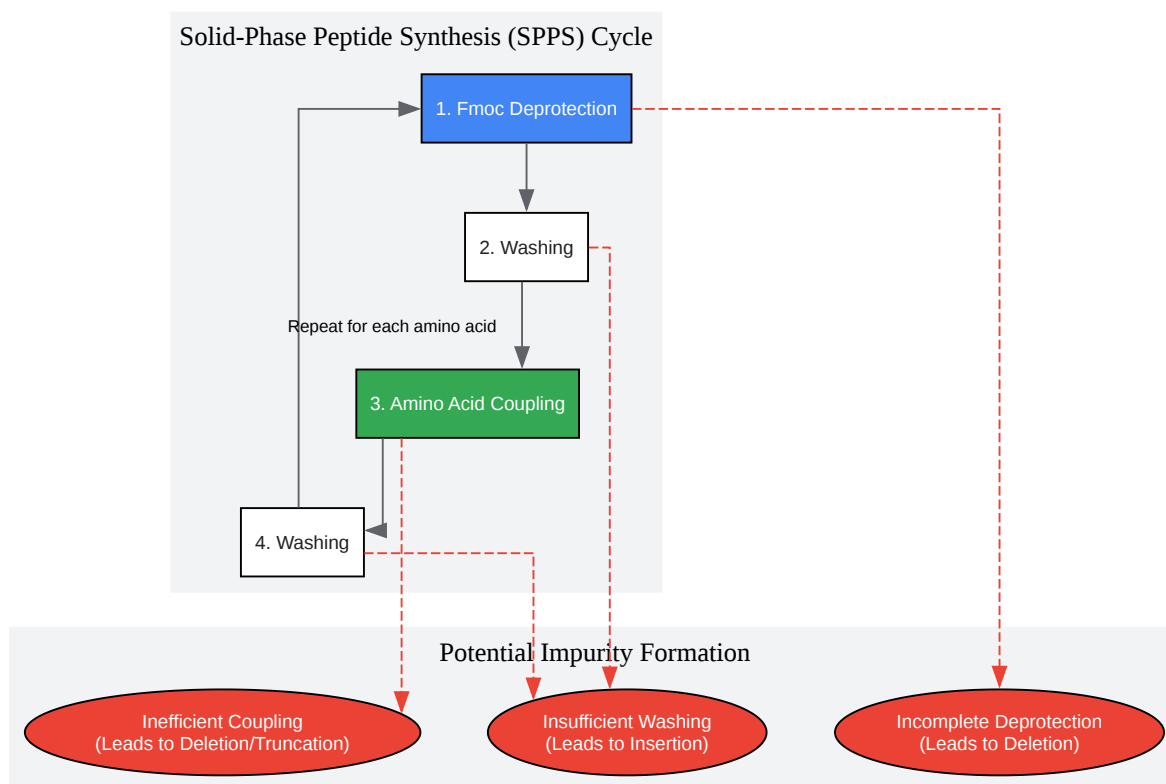 Solid-Phase Peptide Synthesis (SPPS) Cycle
1. Fmoc Deprotection
2. Washing
Repeat for each amino acid
3. Amino Acid Coupling
4. Washing
Potential Impurity Formation
Inefficient Coupling
(Leads to Deletion/Truncation)
Insufficient Washing
(Leads to Insertion)
Incomplete Deprotection
(Leads to Deletion)